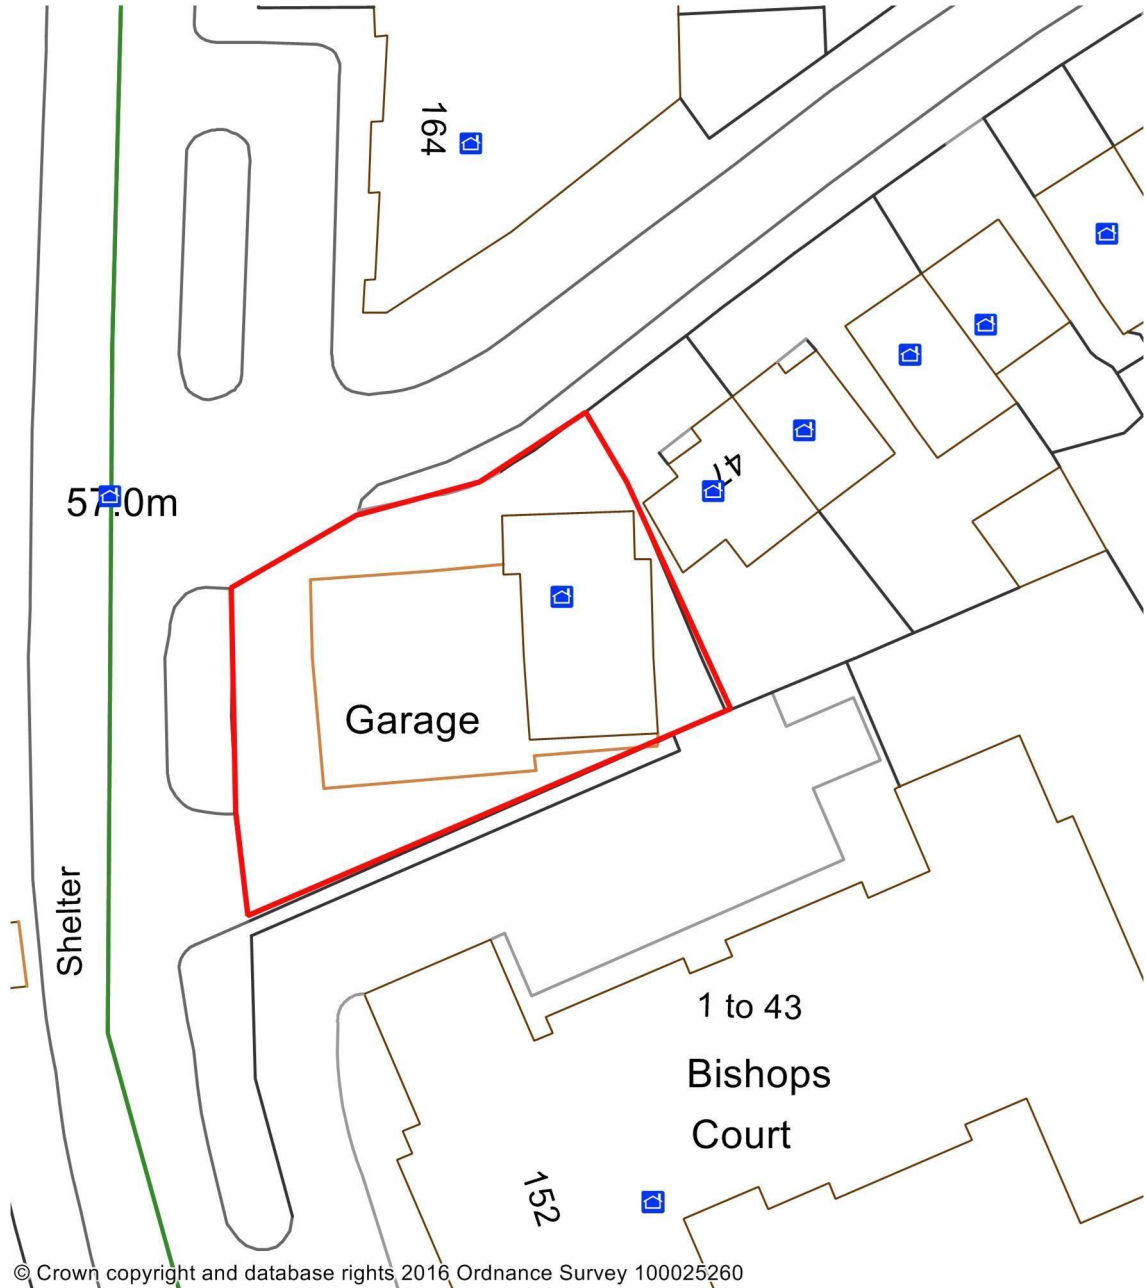 164
47
57.0m
Garage
Shelter
1 to 43
Bishops
Court
152
© Crown copyright and database rights 2016 Ordnance Survey 100025260